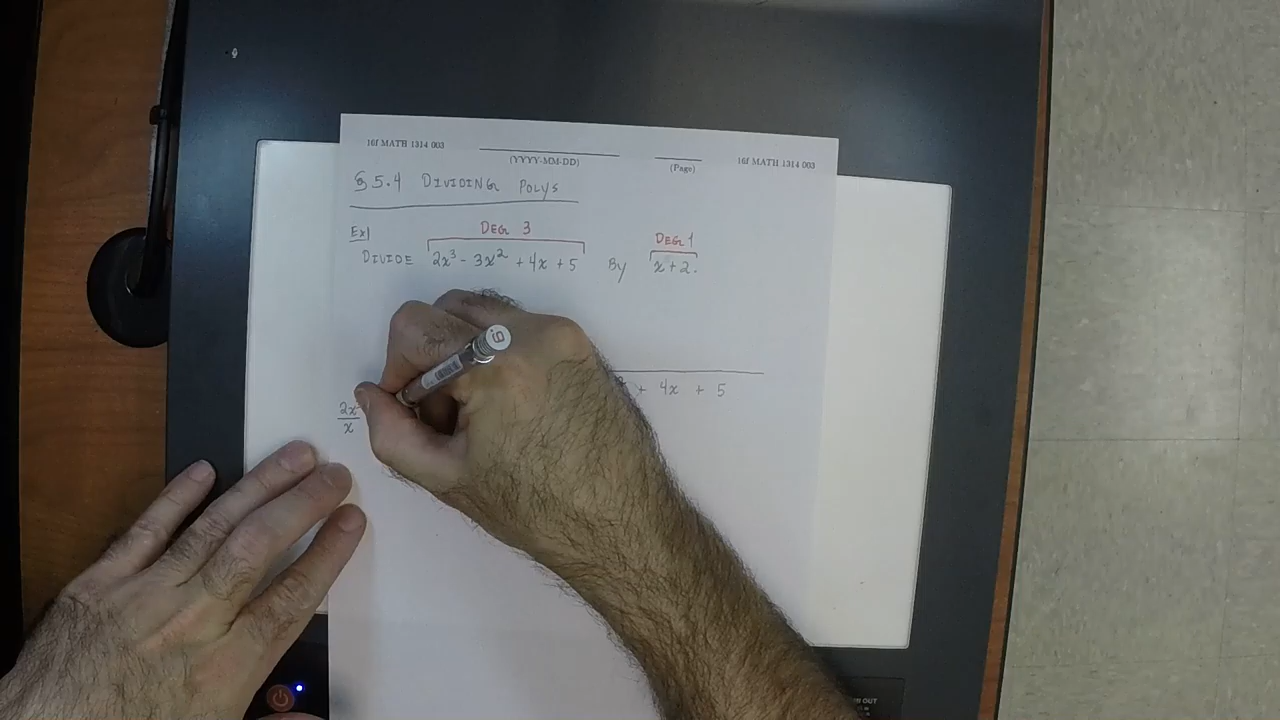 16f MATH 1314 003 (YYYY-MM-DD) (Page) 16f MATH 1314 003
§ 5.4 DIVIDING POLYS
Ex1 DEG 3 DEG 1
DIVIDE 2x³ - 3x² + 4x + 5 BY x + 2.
+ 4x + 5
2x
x
OUT